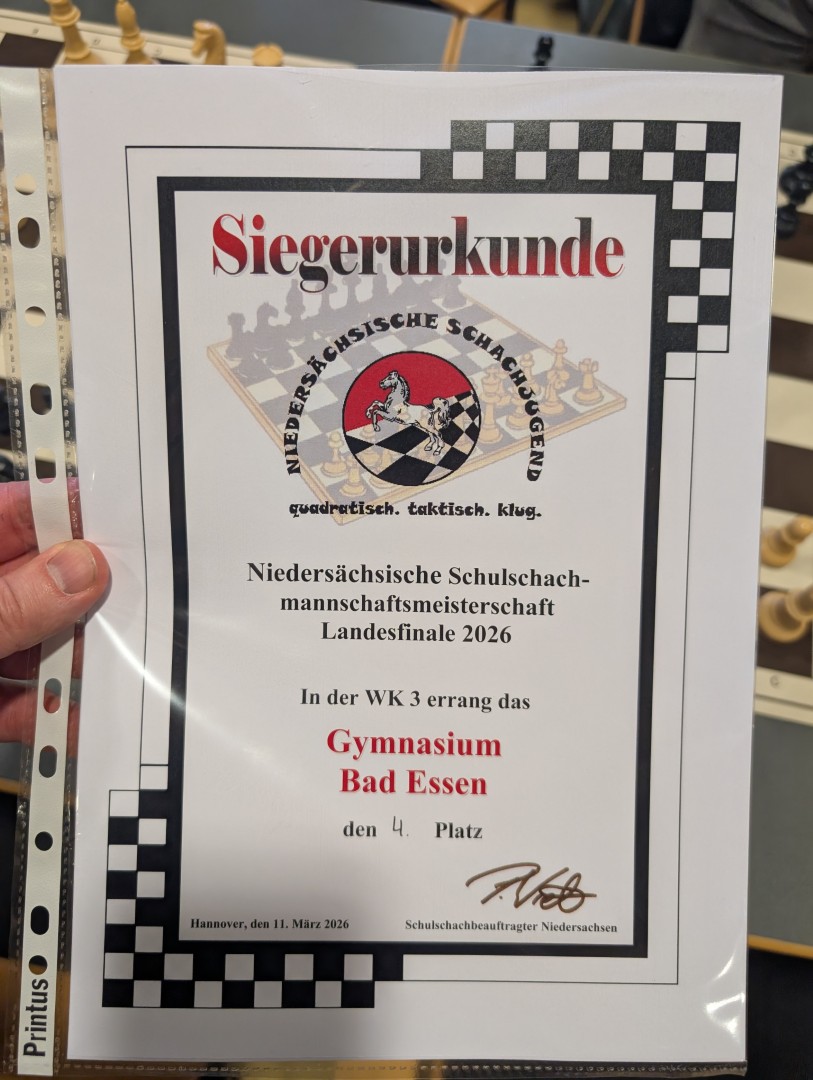 Siegerurkunde
NIEDERSÄCHSISCHE SCHACHJUGEND
quadratisch. taktisch. klug.
Niedersächsische Schulschach-
mannschaftsmeisterschaft
Landesfinale 2026
In der WK 3 errang das
Gymnasium
Bad Essen
den 4. Platz
Hannover, den 11. März 2026
Schulschachbeauftragter Niedersachsen
Printus
G